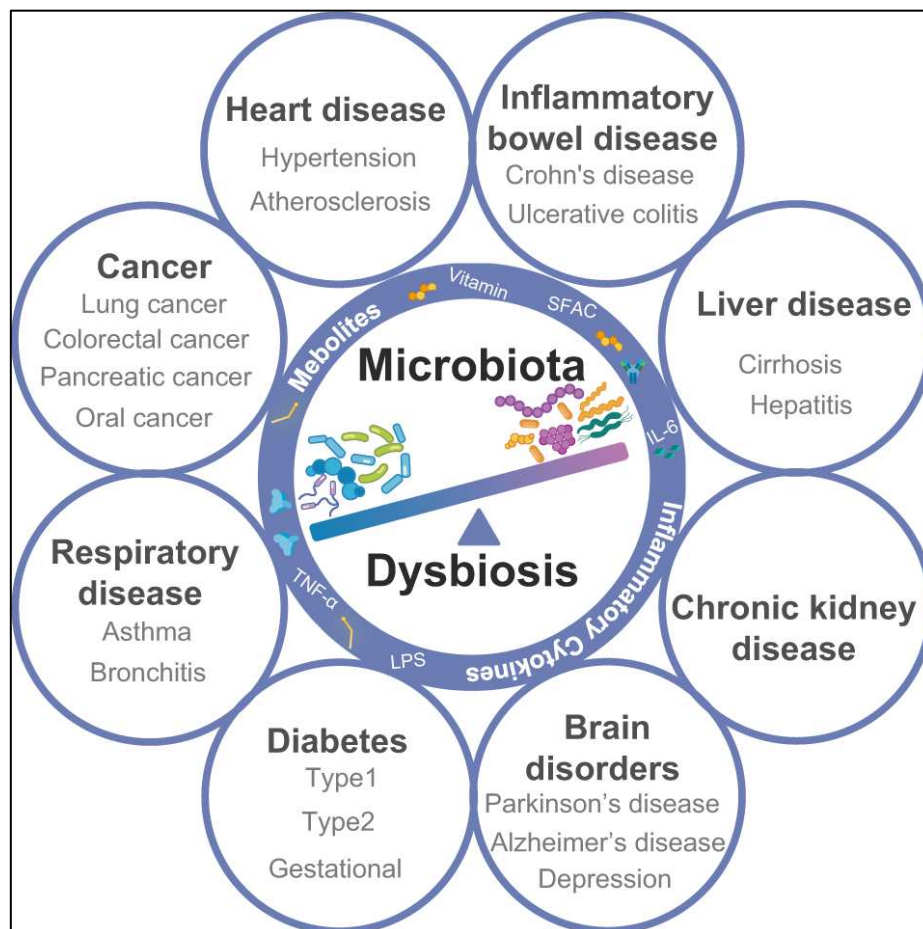 Heart disease
Hypertension
Atherosclerosis
Inflammatory
bowel disease
Crohn's disease
Ulcerative colitis
Cancer
Lung cancer
Colorectal cancer
Pancreatic cancer
Oral cancer
Liver disease
Cirrhosis
Hepatitis
Mebolites
Vitamin
SFAC
IL-6
Inflammatory Cytokines
LPS
TNF-α
Microbiota
Dysbiosis
Respiratory
disease
Asthma
Bronchitis
Chronic kidney
disease
Diabetes
Type1
Type2
Gestational
Brain
disorders
Parkinson’s disease
Alzheimer’s disease
Depression